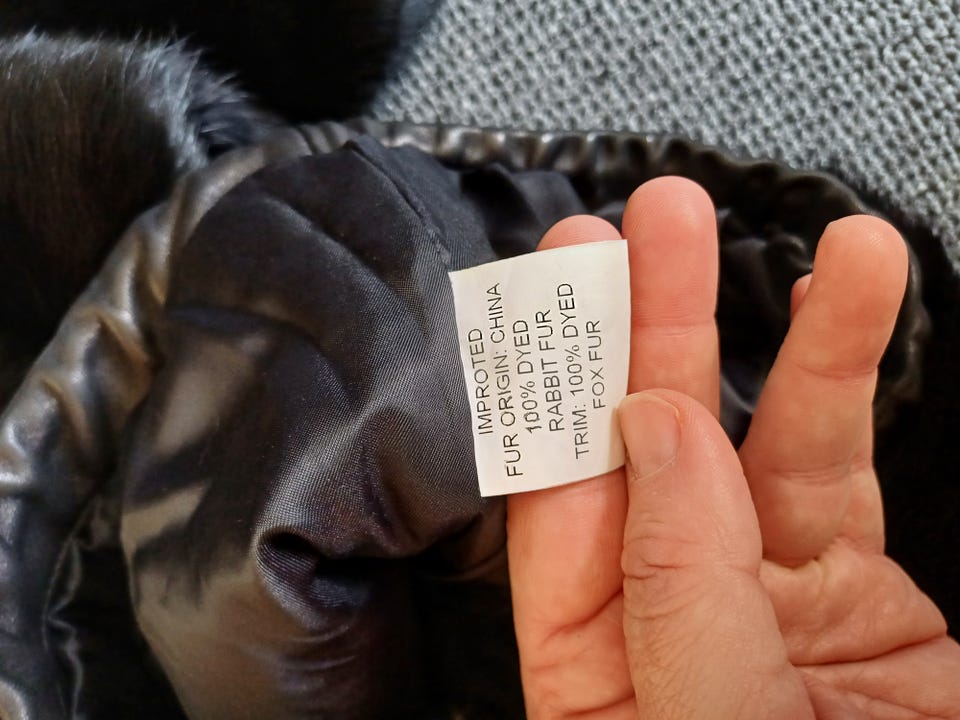 IMPROTED
FUR ORIGIN: CHINA
100% DYED
RABBIT FUR
TRIM: 100% DYED
FOX FUR